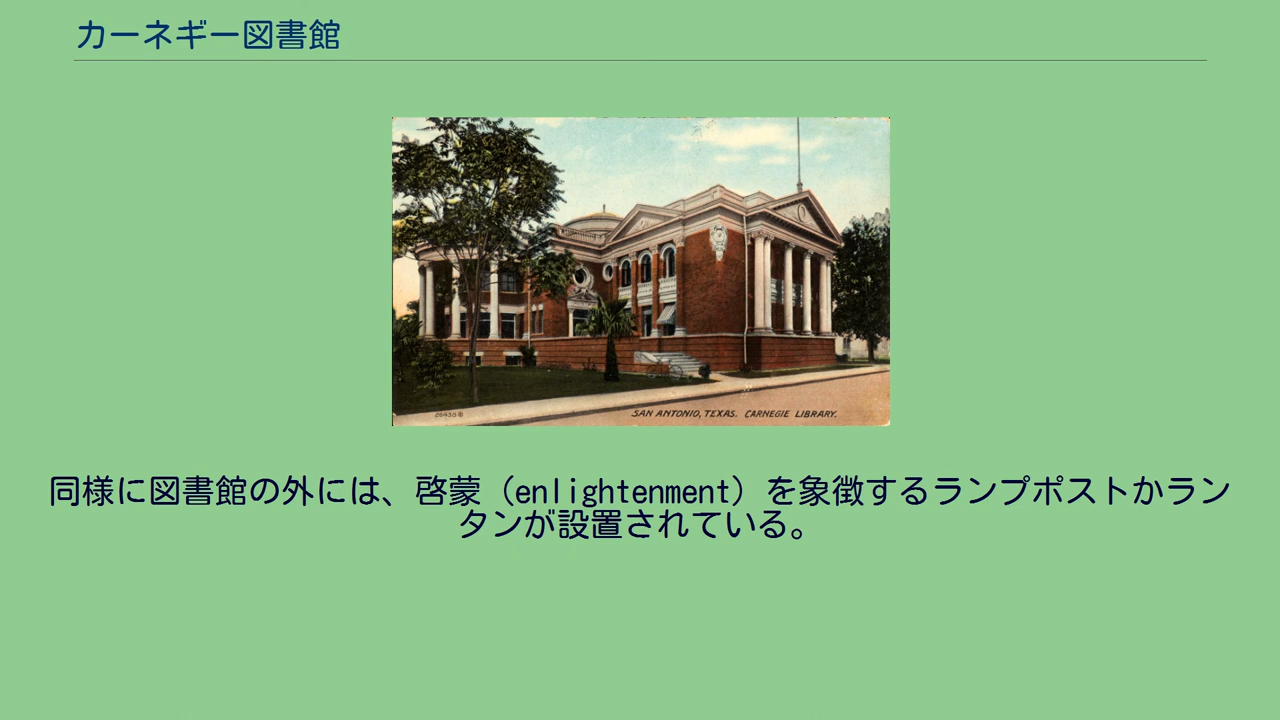 カーネギー図書館
SAN ANTONIO, TEXAS. CARNEGIE LIBRARY.
同様に図書館の外には、啓蒙（enlightenment）を象徴するランプポストかラン
タンが設置されている。